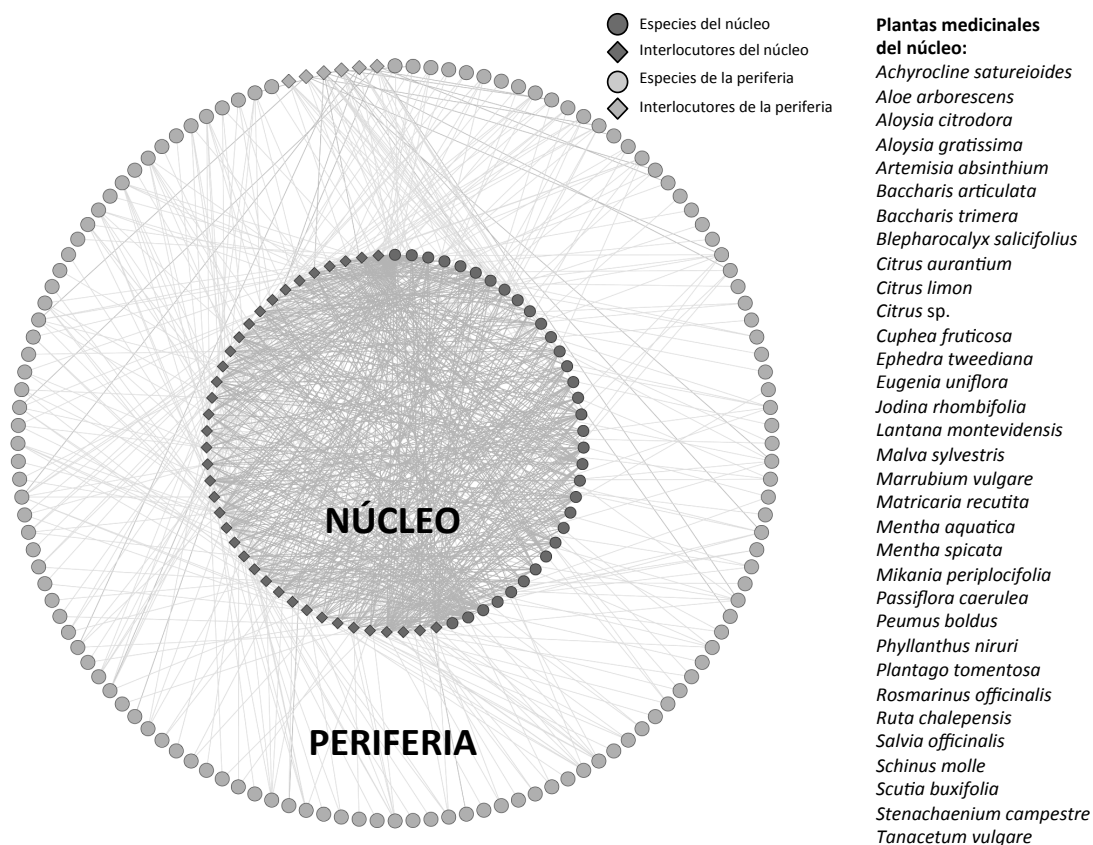 Especies del núcleo
Interlocutores del núcleo
Especies de la periferia
Interlocutores de la periferia
NÚCLEO
PERIFERIA
Plantas medicinales
del núcleo:
Achyrocline satureioides
Aloe arborescens
Aloysia citrodora
Aloysia gratissima
Artemisia absinthium
Baccharis articulata
Baccharis trimera
Blepharocalyx salicifolius
Citrus aurantium
Citrus limon
Citrus sp.
Cuphea fruticosa
Ephedra tweediana
Eugenia uniflora
Jodina rhombifolia
Lantana montevidensis
Malva sylvestris
Marrubium vulgare
Matricaria recutita
Mentha aquatica
Mentha spicata
Mikania periplocifolia
Passiflora caerulea
Peumus boldus
Phyllanthus niruri
Plantago tomentosa
Rosmarinus officinalis
Ruta chalepensis
Salvia officinalis
Schinus molle
Scutia buxifolia
Stenachaenium campestre
Tanacetum vulgare